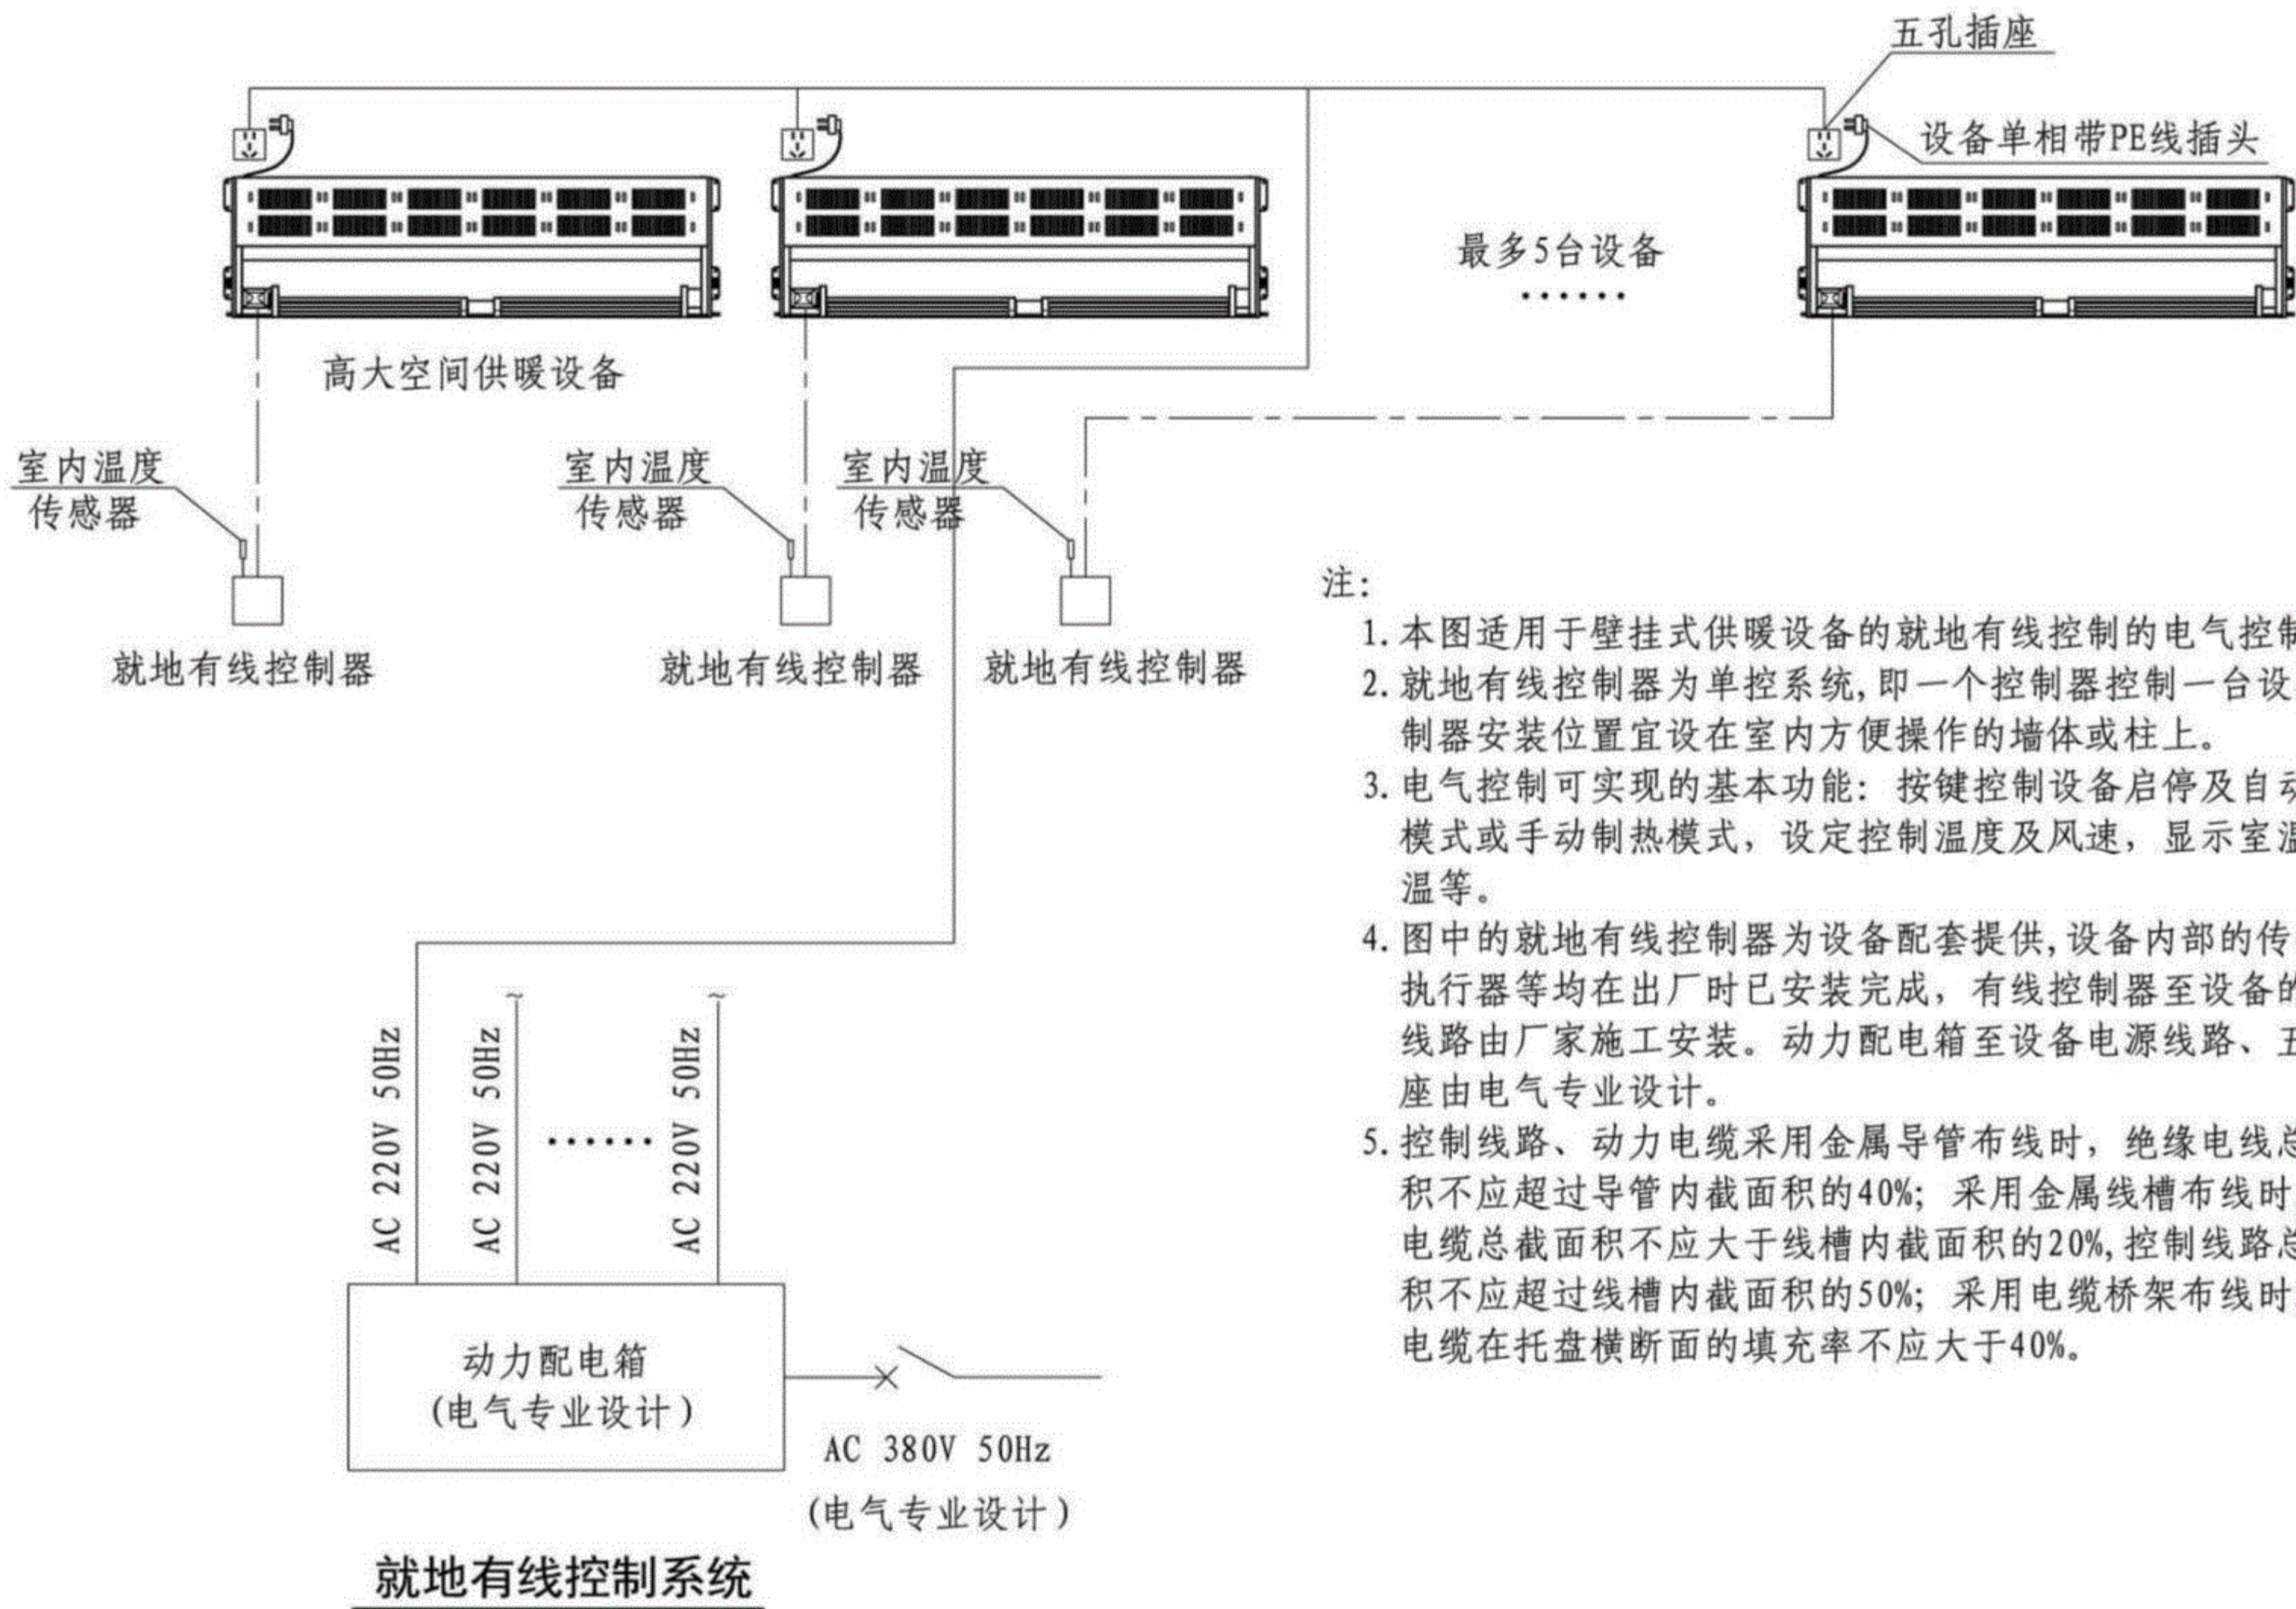 五孔插座
设备单相带PE线插头
最多5台设备
······
高大空间供暖设备
室内温度
传感器
室内温度
传感器
室内温度
传感器
就地有线控制器
就地有线控制器
就地有线控制器
注:
1.本图适用于壁挂式供暖设备的就地有线控制的电气控制
2.就地有线控制器为单控系统,即一个控制器控制一台设
制器安装位置宜设在室内方便操作的墙体或柱上。
3.电气控制可实现的基本功能: 按键控制设备启停及自动
模式或手动制热模式, 设定控制温度及风速, 显示室温
温等。
4.图中的就地有线控制器为设备配套提供,设备内部的传
执行器等均在出厂时已安装完成, 有线控制器至设备的
线路由厂家施工安装。动力配电箱至设备电源线路、五
座由电气专业设计。
5.控制线路、动力电缆采用金属导管布线时, 绝缘电线总
积不应超过导管内截面积的40%; 采用金属线槽布线时
电缆总截面积不应大于线槽内截面积的20%,控制线路总
积不应超过线槽内截面积的50%; 采用电缆桥架布线时
电缆在托盘横断面的填充率不应大于40%。
AC 220V 50Hz
AC 220V 50Hz
······
AC 220V 50Hz
动力配电箱
(电气专业设计)
AC 380V 50Hz
(电气专业设计)
就地有线控制系统